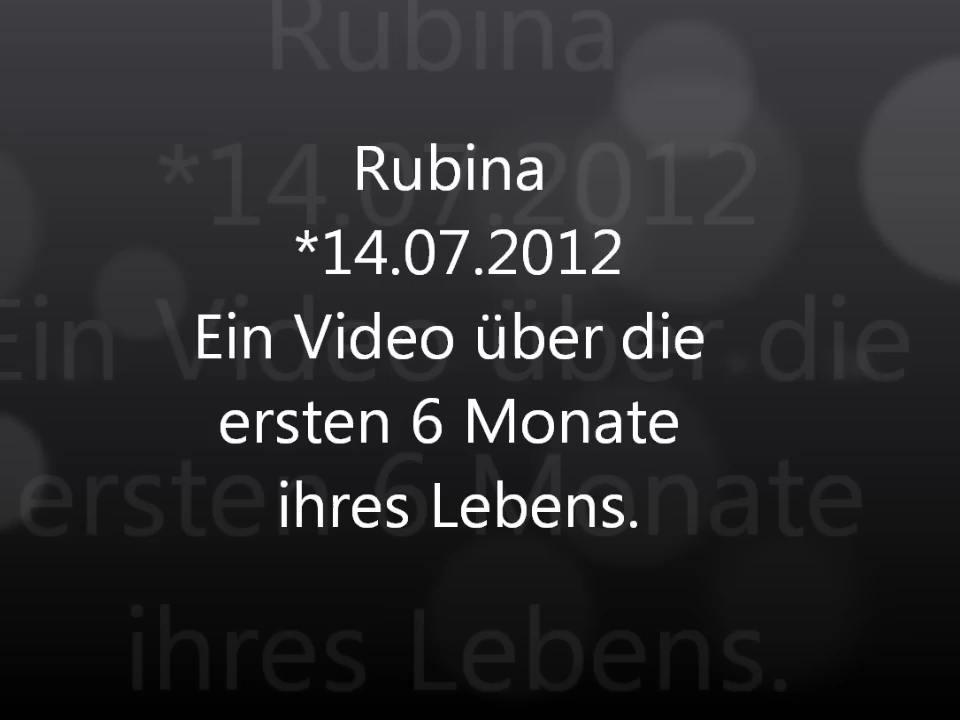 Rubina
*14.07.2012
Ein Video über die
ersten 6 Monate
ihres Lebens.